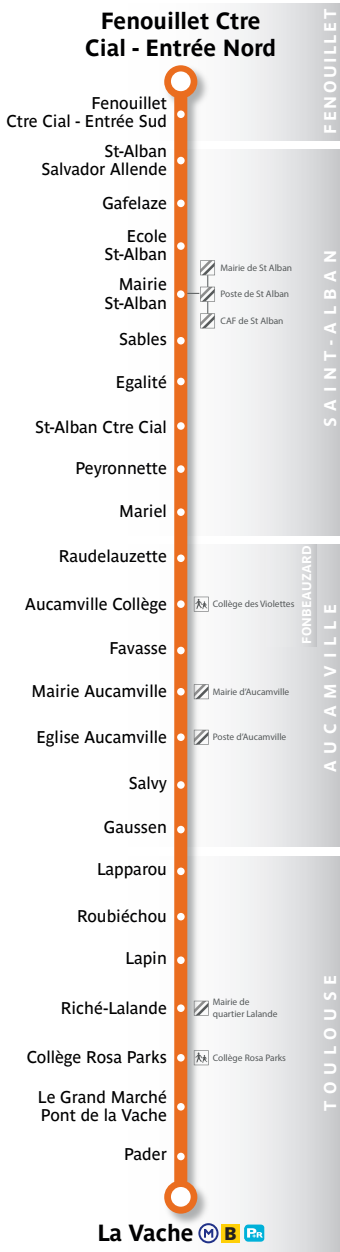 Fenouillet Ctre
Cial - Entrée Nord
FENOUILLET
Fenouillet
Ctre Cial - Entrée Sud
St-Alban
Salvador Allende
Gafelaze
Ecole
St-Alban
SAINT-ALBAN
Mairie
St-Alban
Mairie de St Alban
Poste de St Alban
CAF de St Alban
Sables
Egalité
St-Alban Ctre Cial
Peyronnette
Mariel
Raudelauzette
FONBEAUZARD
AUCAMVILLE
Aucamville Collège
Collège des Violettes
Favasse
Mairie Aucamville
Mairie d'Aucamville
Eglise Aucamville
Poste d'Aucamville
Salvy
Gaussen
Lapparou
Roubiéchou
Lapin
TOULOUSE
Riché-Lalande
Mairie de
quartier Lalande
Collège Rosa Parks
Collège Rosa Parks
Le Grand Marché
Pont de la Vache
Pader
La Vache M B P+R